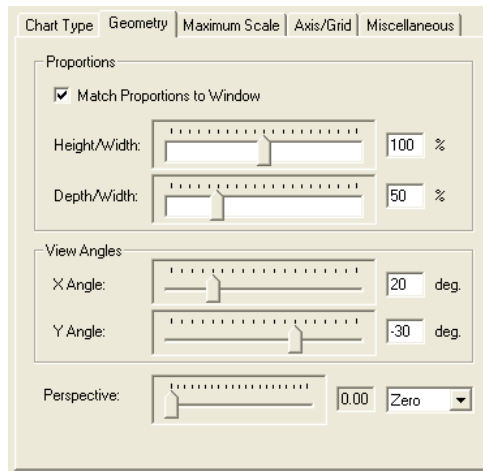 Chart Type Geometry Maximum Scale Axis/Grid Miscellaneous
Proportions
Match Proportions to Window
Height/Width: 100 %
Depth/Width: 50 %
View Angles
X Angle: 20 deg.
Y Angle: -30 deg.
Perspective: 0.00 Zero